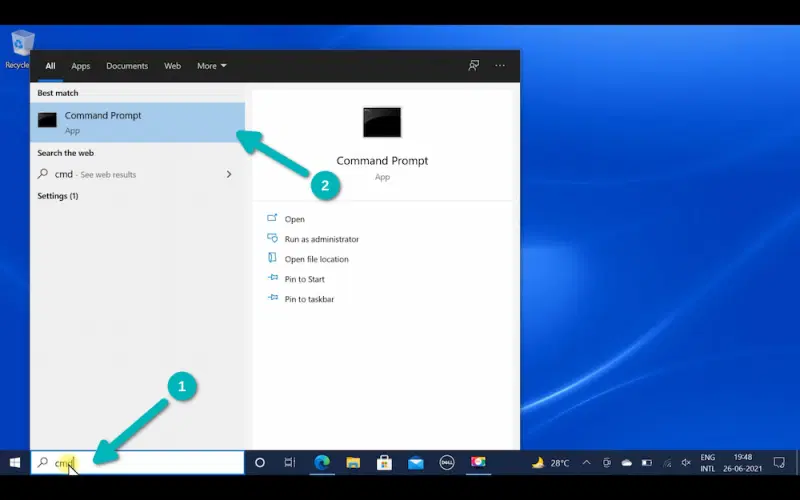 Recycle
All Apps Documents Web More
Best match
Command Prompt
App
Search the web
cmd - See web results
Settings (1)
Command Prompt
App
Open
Run as administrator
Open file location
Pin to Start
Pin to taskbar
2
1
cmd
DELL
28°C
ENG
INTL
19:48
26-06-2021